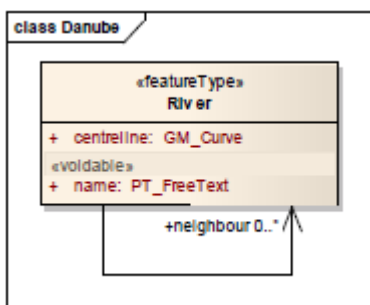 class Danube
«featureType»
River
+ centreline: GM_Curve
«voidable»
+ name: PT_FreeText
+neighbour 0..*